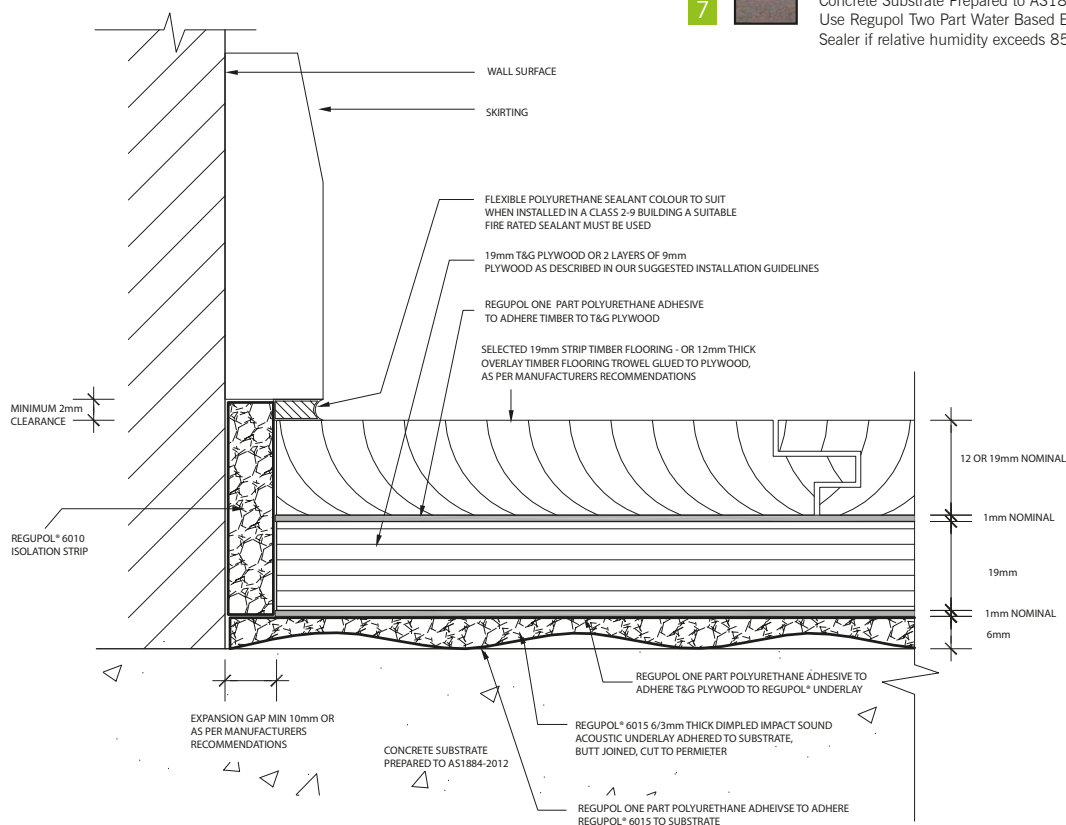 7
Concrete Substrate Prepared to AS18
Use Regupol Two Part Water Based E
Sealer if relative humidity exceeds 85
WALL SURFACE
SKIRTING
FLEXIBLE POLYURETHANE SEALANT COLOUR TO SUIT
WHEN INSTALLED IN A CLASS 2-9 BUILDING A SUITABLE
FIRE RATED SEALANT MUST BE USED
19mm T&G PLYWOOD OR 2 LAYERS OF 9mm
PLYWOOD AS DESCRIBED IN OUR SUGGESTED INSTALLATION GUIDELINES
REGUPOL ONE PART POLYURETHANE ADHESIVE
TO ADHERE TIMBER TO T&G PLYWOOD
SELECTED 19mm STRIP TIMBER FLOORING - OR 12mm THICK
OVERLAY TIMBER FLOORING TROWEL GLUED TO PLYWOOD,
AS PER MANUFACTURERS RECOMMENDATIONS
MINIMUM 2mm
CLEARANCE
12 OR 19mm NOMINAL
1mm NOMINAL
REGUPOL® 6010
ISOLATION STRIP
19mm
1mm NOMINAL
6mm
REGUPOL ONE PART POLYURETHANE ADHESIVE TO
ADHERE T&G PLYWOOD TO REGUPOL® UNDERLAY
EXPANSION GAP MIN 10mm OR
AS PER MANUFACTURERS
RECOMMENDATIONS
REGUPOL® 6015 6/3mm THICK DIMPLED IMPACT SOUND
ACOUSTIC UNDERLAY ADHERED TO SUBSTRATE,
BUTT JOINED, CUT TO PERMIETER
CONCRETE SUBSTRATE
PREPARED TO AS1884-2012
REGUPOL ONE PART POLYURETHANE ADHEIVSE TO ADHERE
REGUPOL® 6015 TO SUBSTRATE